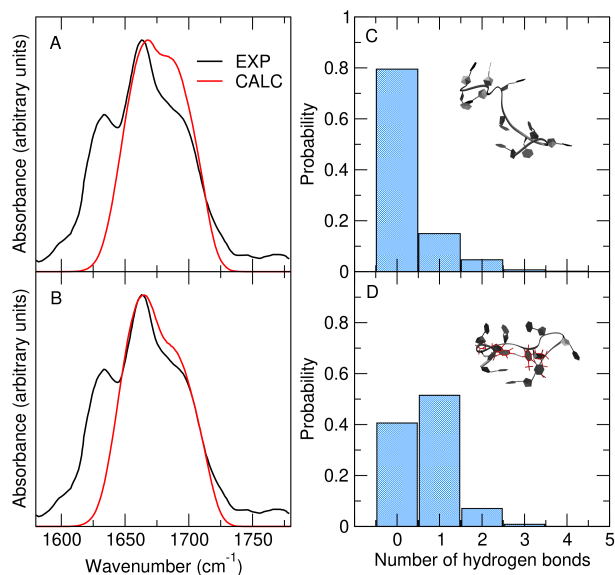 A
EXP
CALC
Absorbance (arbitrary units)
B
Absorbance (arbitrary units)
1600 1650 1700 1750
Wavenumber (cm⁻¹)
C
1
0.8
0.6
0.4
0.2
0
Probability
D
0.8
0.6
0.4
0.2
0
Probability
0 1 2 3 4 5
Number of hydrogen bonds